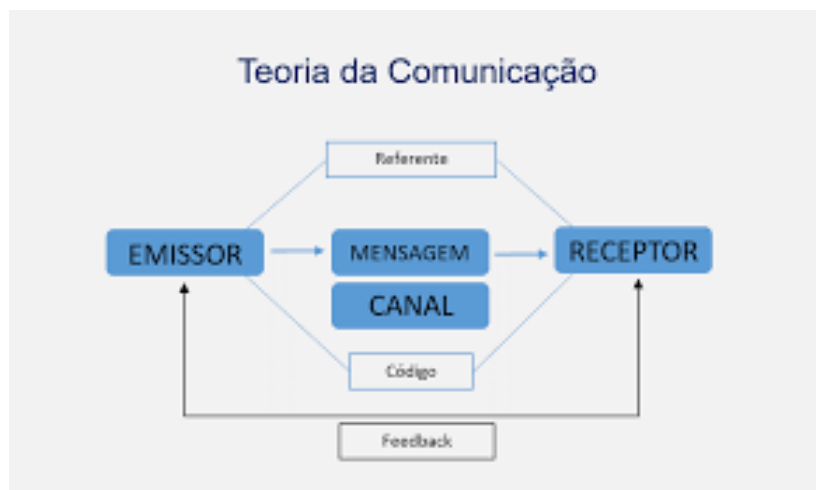 Teoria da Comunicação
Referente
EMISSOR
MENSAGEM
RECEPTOR
CANAL
Código
Feedback